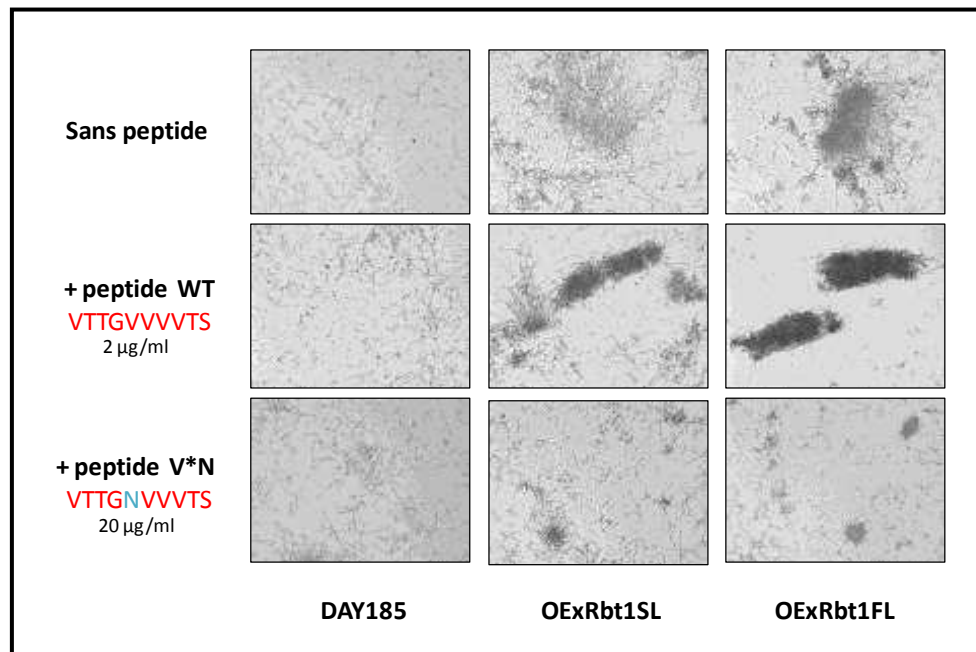 Sans peptide
+ peptide WT
VTTGVVVVTS
2 µg/ml
+ peptide V*N
VTTGNVVVTS
20 µg/ml
DAY185
OExRbt1SL
OExRbt1FL